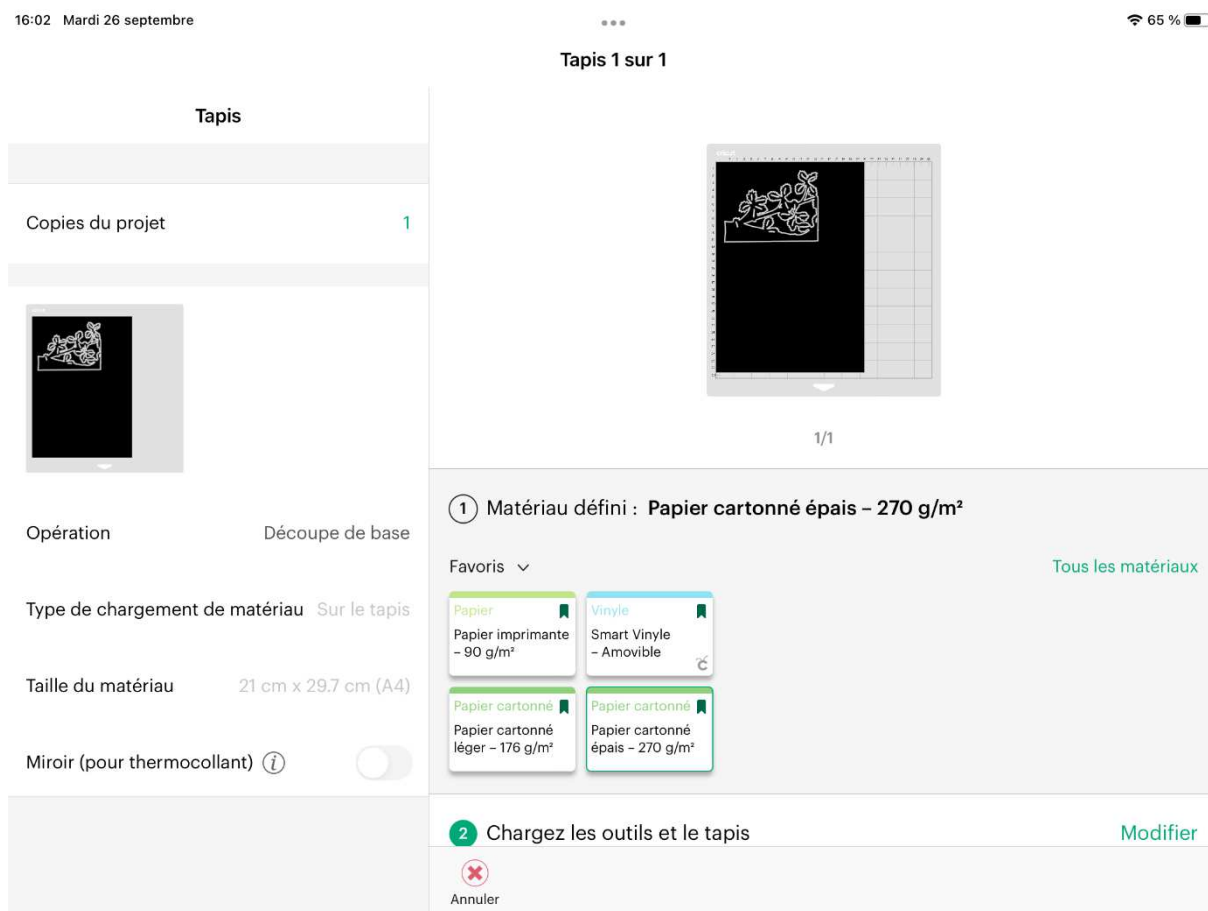 16:02 Mardi 26 septembre
65 %
Tapis 1 sur 1
Tapis
Copies du projet 1
1/1
Opération Découpe de base
Type de chargement de matériau Sur le tapis
Taille du matériau 21 cm x 29.7 cm (A4)
Miroir (pour thermocollant) i
1 Matériau défini : Papier cartonné épais – 270 g/m²
Favoris
Tous les matériaux
Papier
Papier imprimante
– 90 g/m²
Vinyle
Smart Vinyle
– Amovible
Papier cartonné
Papier cartonné
léger – 176 g/m²
Papier cartonné
Papier cartonné
épais – 270 g/m²
2 Chargez les outils et le tapis
Modifier
Annuler